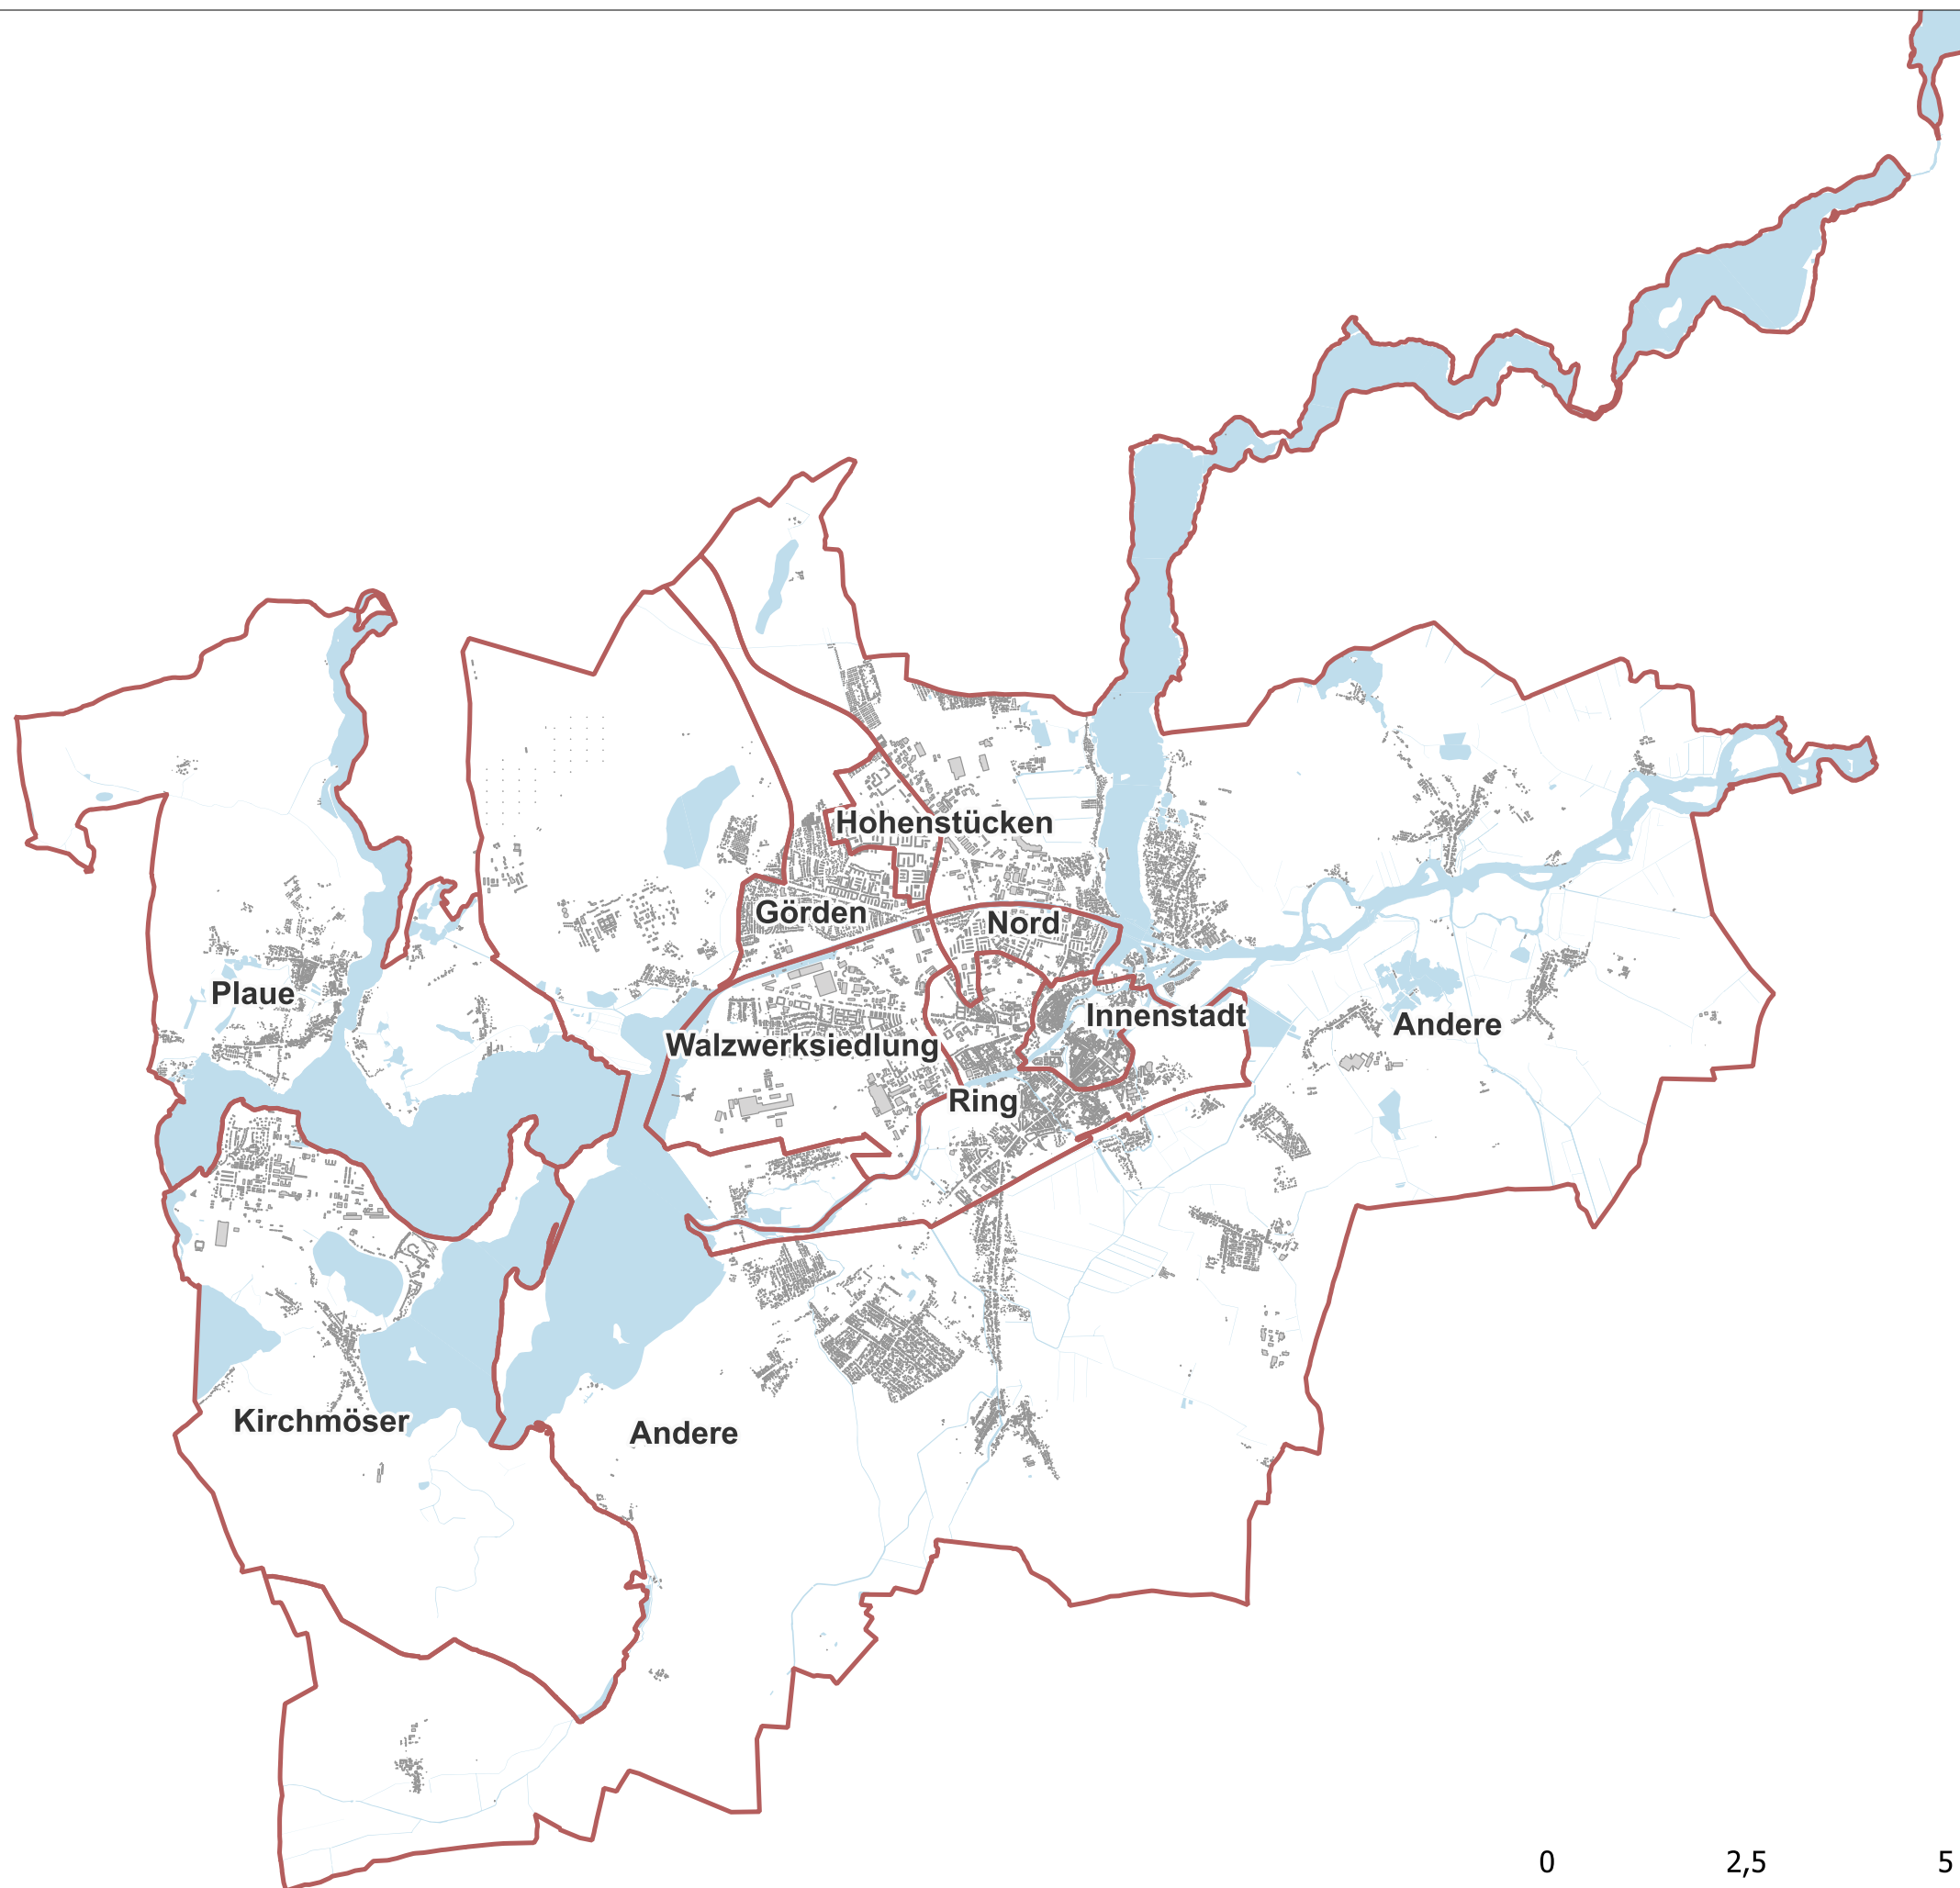 Hohenstücken
Görden
Nord
Plaue
Innenstadt
Andere
Walzwerksiedlung
Ring
Kirchmöser
Andere
0 2,5 5